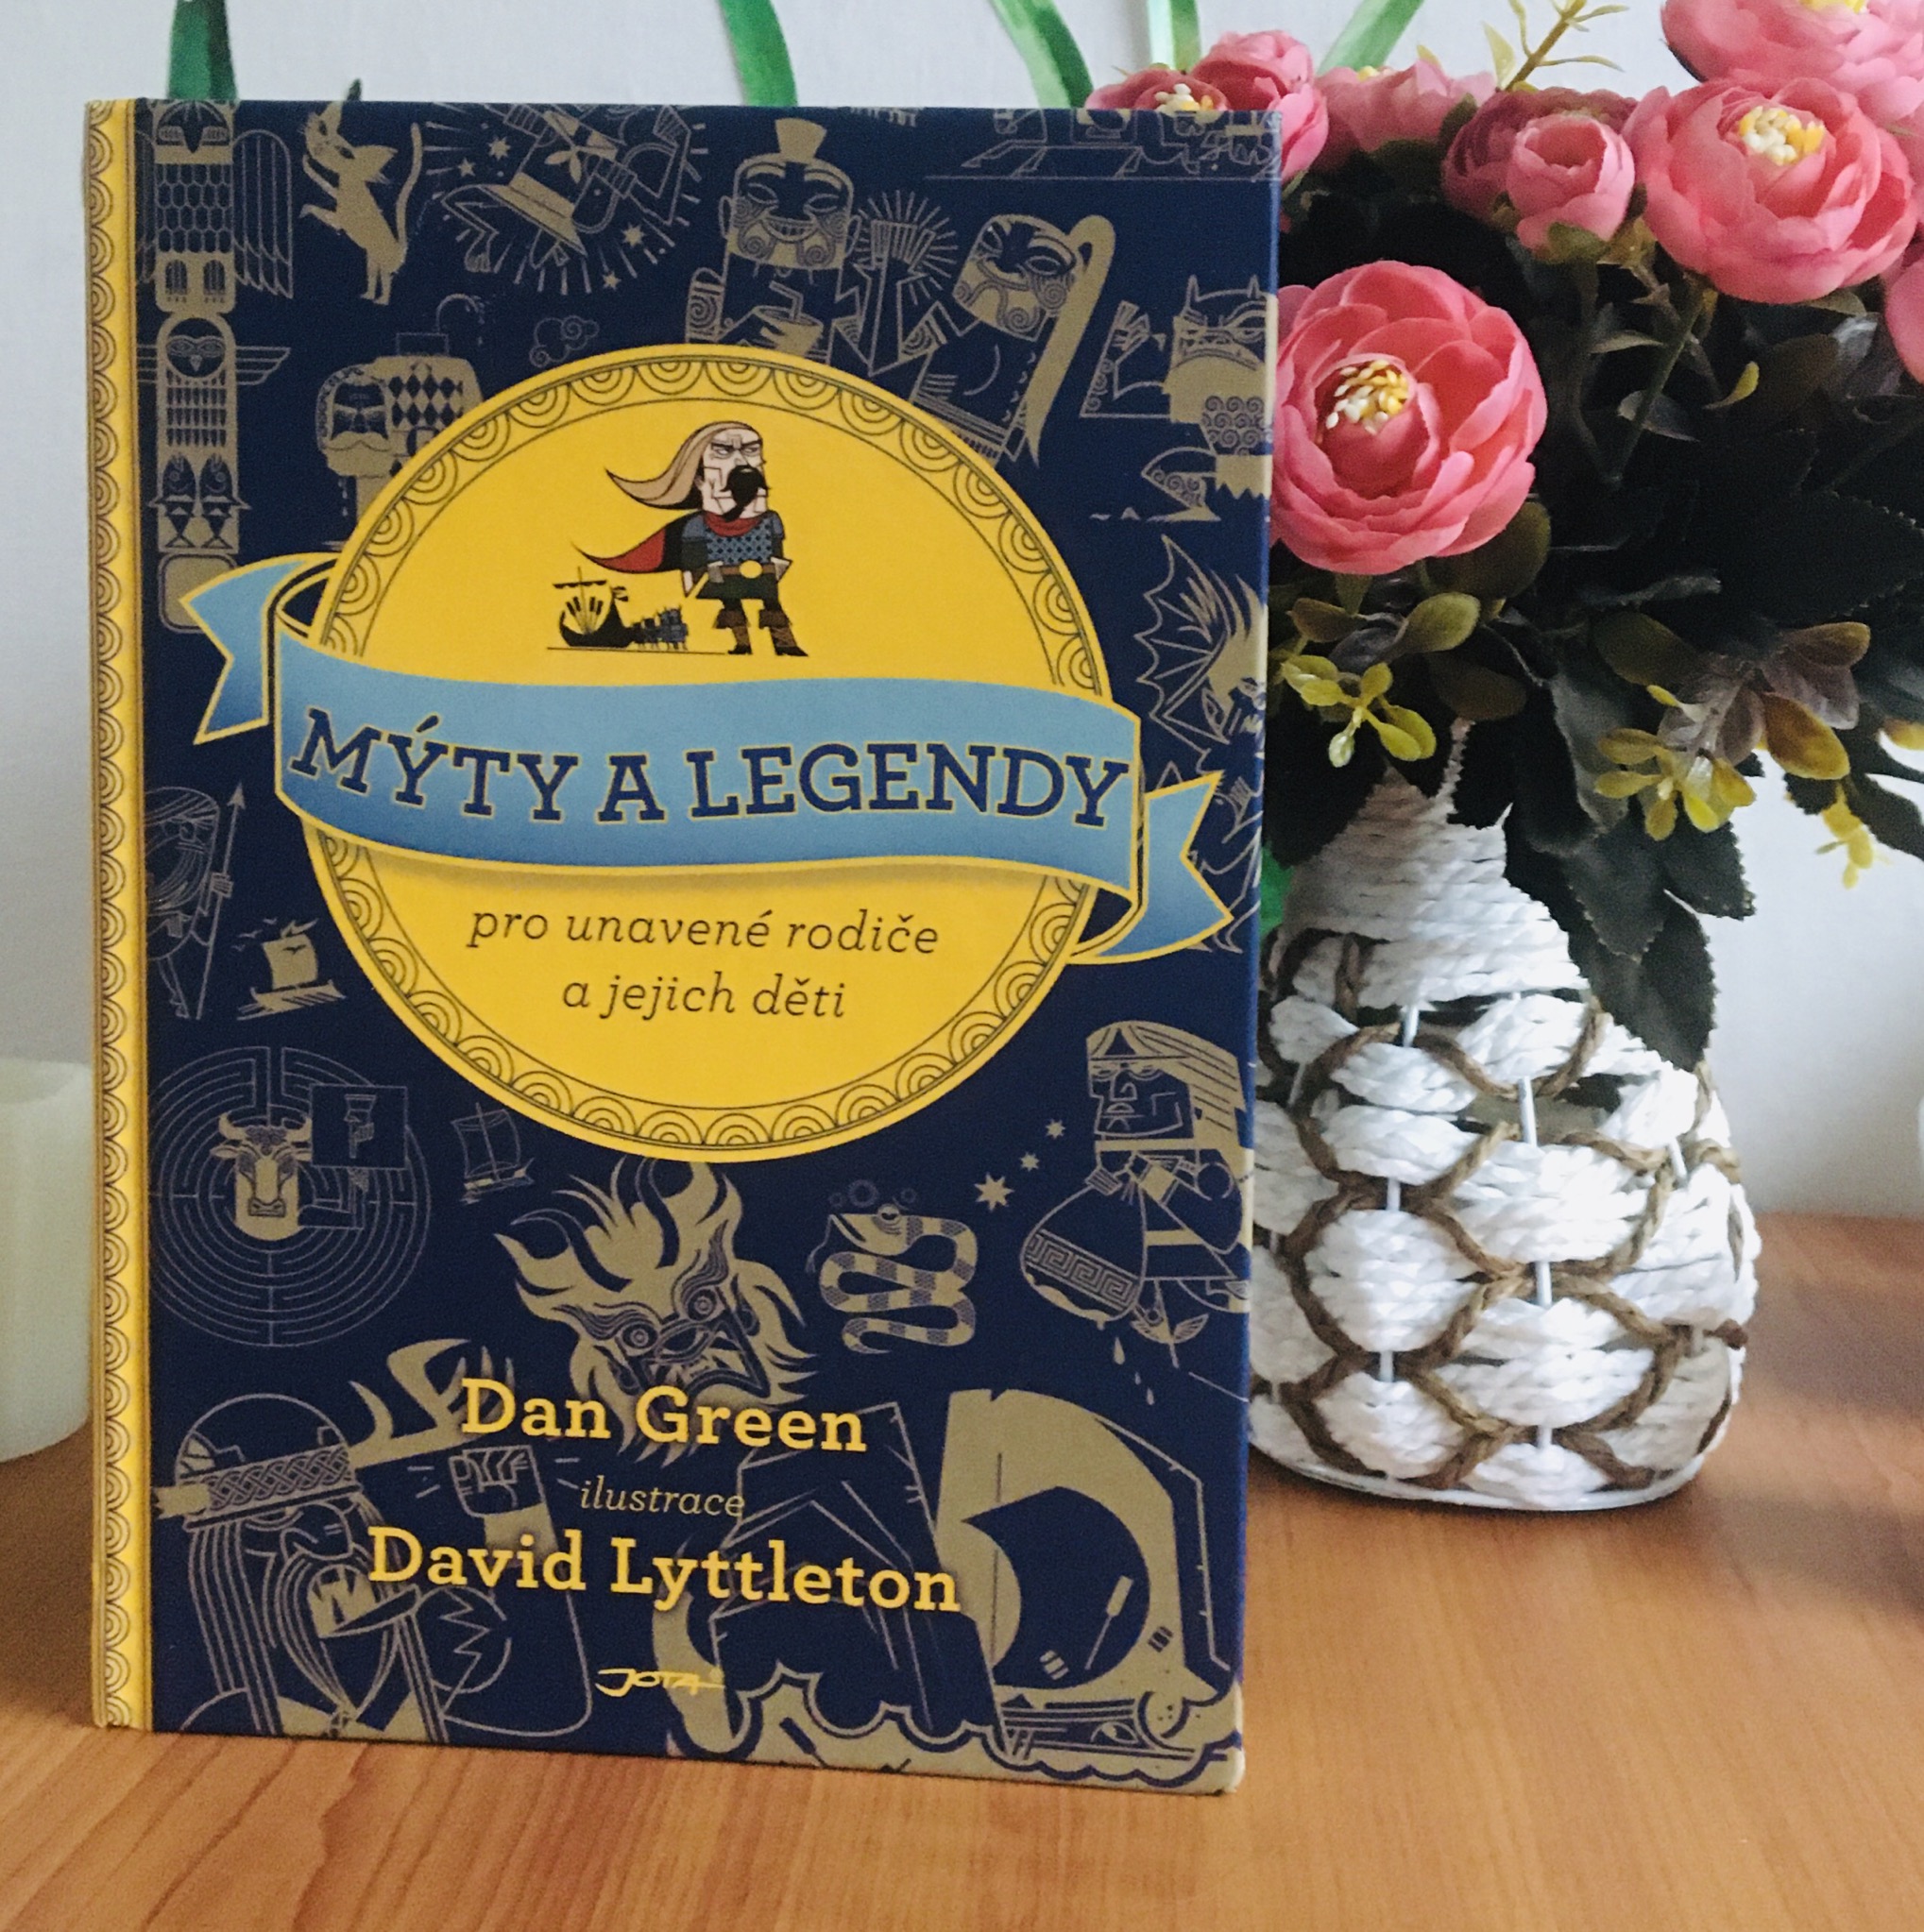 MÝTY A LEGENDY
pro unavené rodiče
a jejich děti
Dan Green
ilustrace
David Lyttleton
JOTA